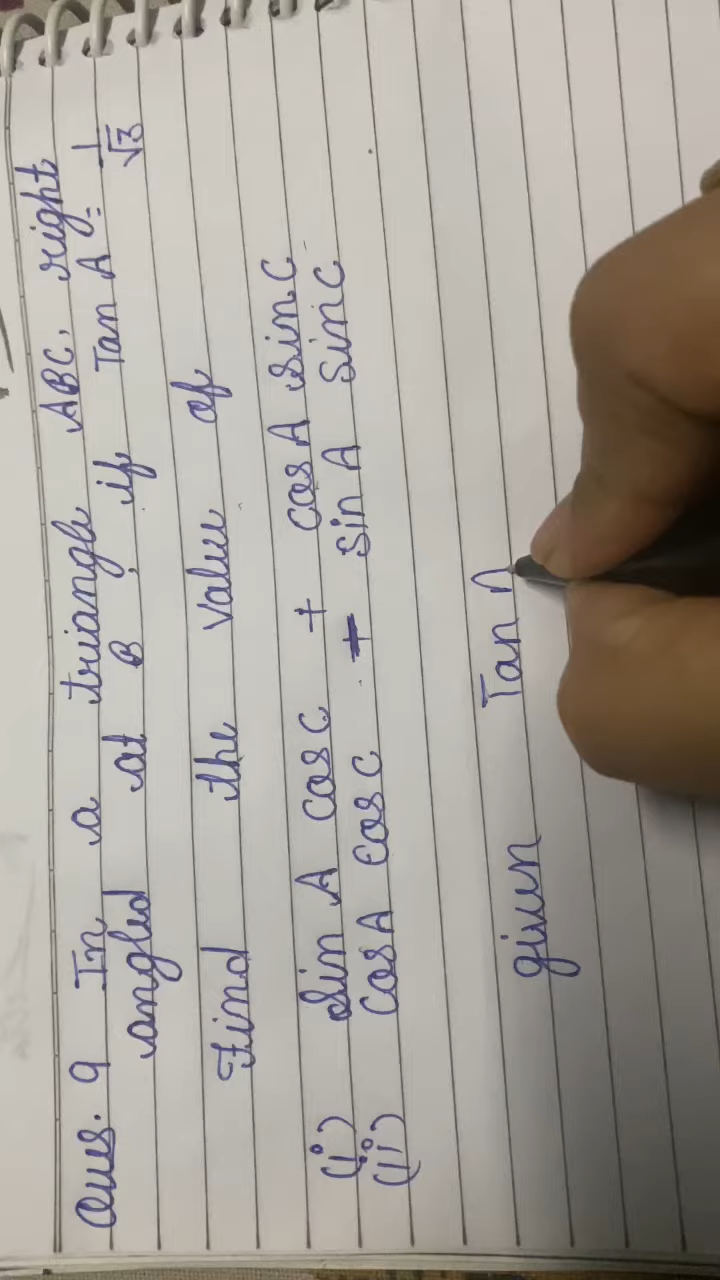 Ques. 9 In a triangle ABC, right
angled at B, if Tan A = 1/√3
Find the value of
(i) sin A cos C + cos A sin C
(ii) cos A cos C + sin A sin C
given Tan